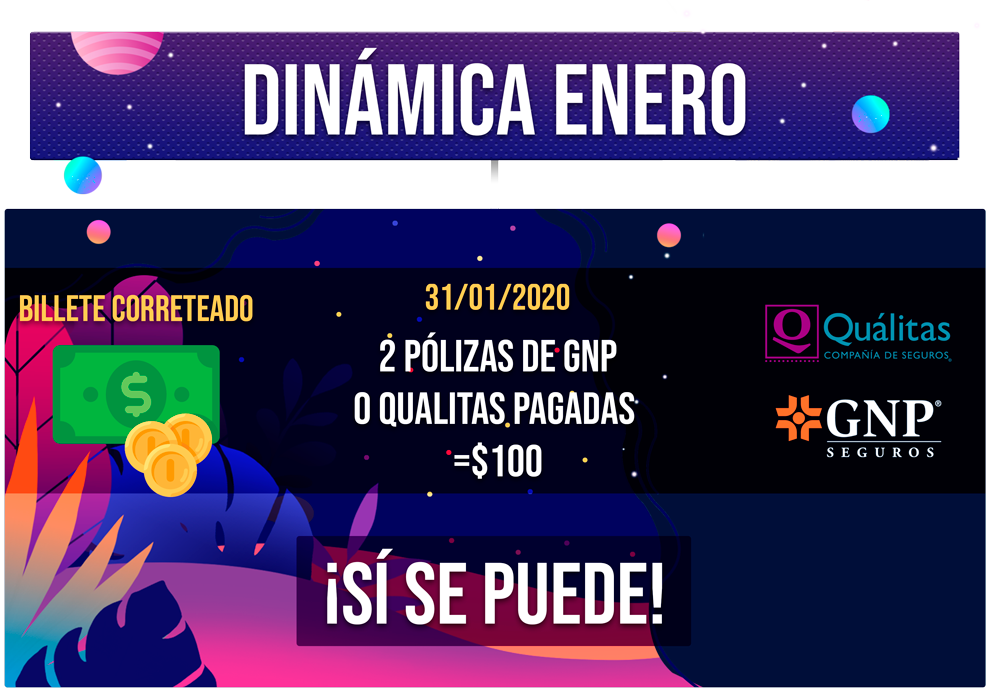 DINÁMICA ENERO
BILLETE CORRETEADO
$
31/01/2020
2 PÓLIZAS DE GNP
O QUALITAS PAGADAS
=$100
Q
Quálitas
COMPAÑÍA DE SEGUROS®
GNP®
SEGUROS
¡SÍ SE PUEDE!